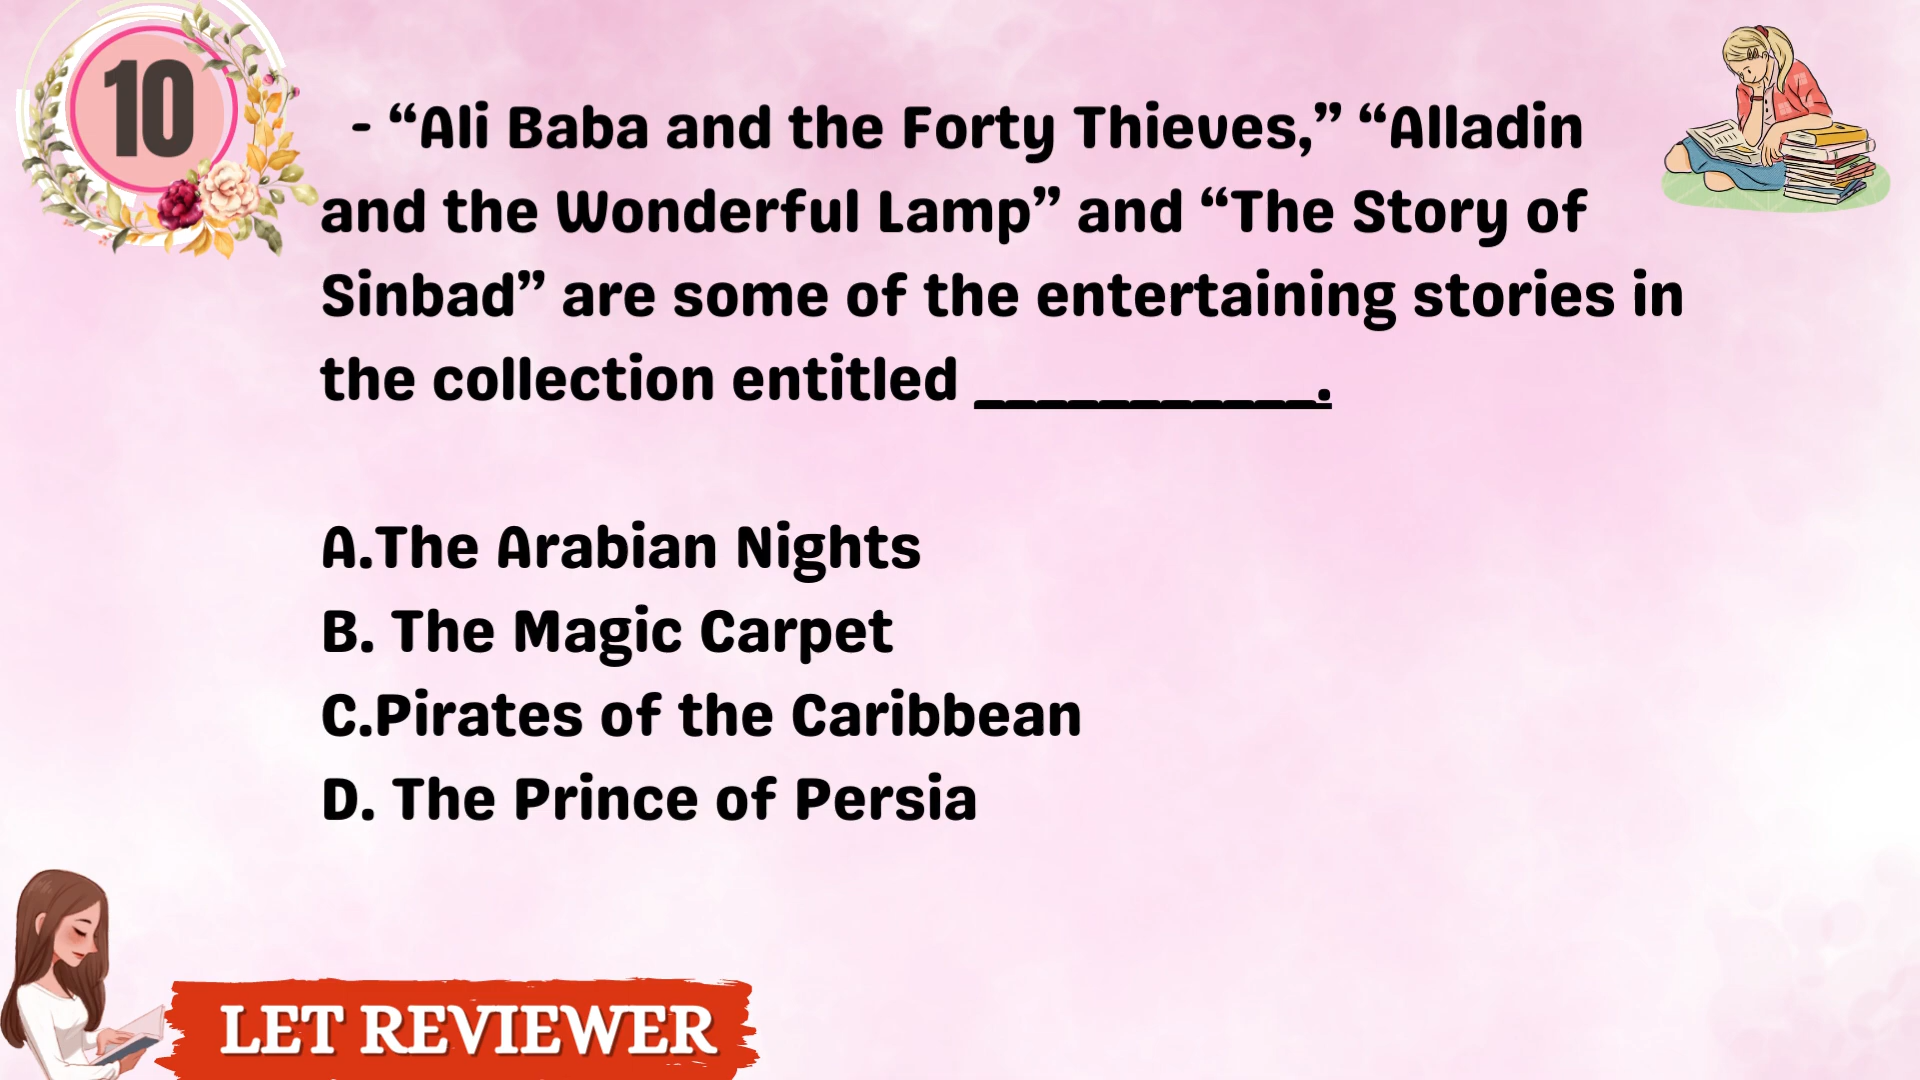 10
- “Ali Baba and the Forty Thieves,” “Alladin
and the Wonderful Lamp” and “The Story of
Sinbad” are some of the entertaining stories in
the collection entitled ___________.
A.The Arabian Nights
B. The Magic Carpet
C.Pirates of the Caribbean
D. The Prince of Persia
LET REVIEWER